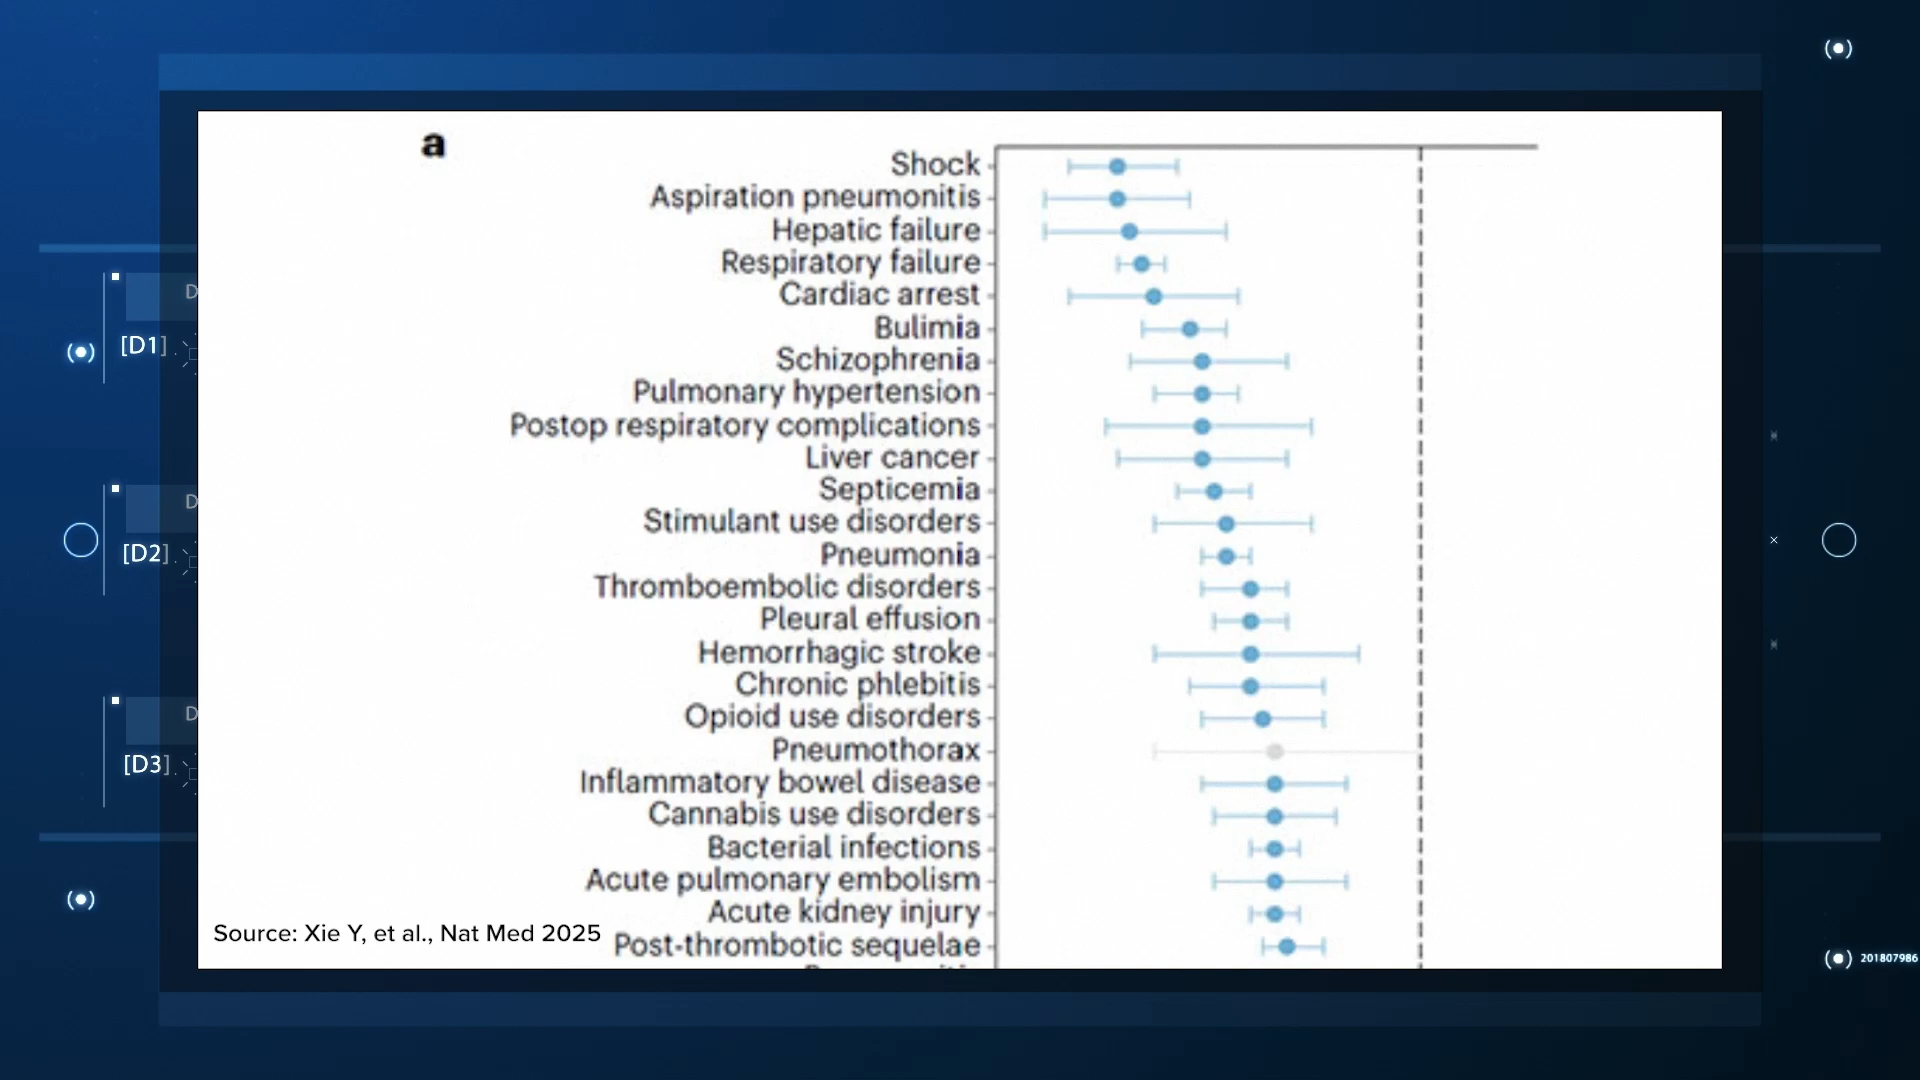 a
Shock
Aspiration pneumonitis
Hepatic failure
Respiratory failure
Cardiac arrest
Bulimia
Schizophrenia
Pulmonary hypertension
Postop respiratory complications
Liver cancer
Septicemia
Stimulant use disorders
Pneumonia
Thromboembolic disorders
Pleural effusion
Hemorrhagic stroke
Chronic phlebitis
Opioid use disorders
Pneumothorax
Inflammatory bowel disease
Cannabis use disorders
Bacterial infections
Acute pulmonary embolism
Acute kidney injury
Post-thrombotic sequelae
Source: Xie Y, et al., Nat Med 2025
D
[D1]
D
[D2]
D
[D3]
201807986